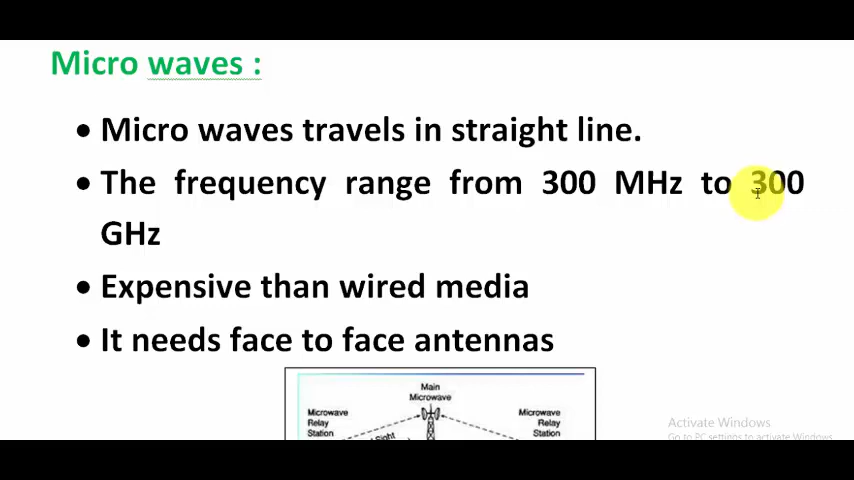 Micro waves :
• Micro waves travels in straight line.
• The frequency range from 300 MHz to 300
GHz
• Expensive than wired media
• It needs face to face antennas
Main
Microwave
Microwave
Relay
Station
Microwave
Relay
Station
Sight
Activate Windows
Go to PC settings to activate Windows.